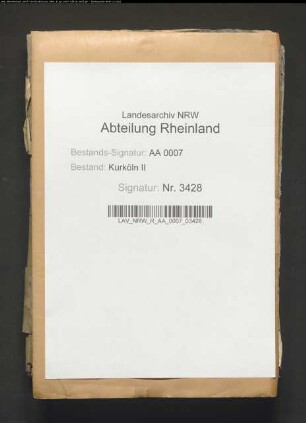 Landesarchiv NRW
Abteilung Rheinland
Bestands-Signatur: AA 0007
Bestand: Kurköln II
Signatur: Nr. 3428
LAV_NRW_R_AA_0007_03428